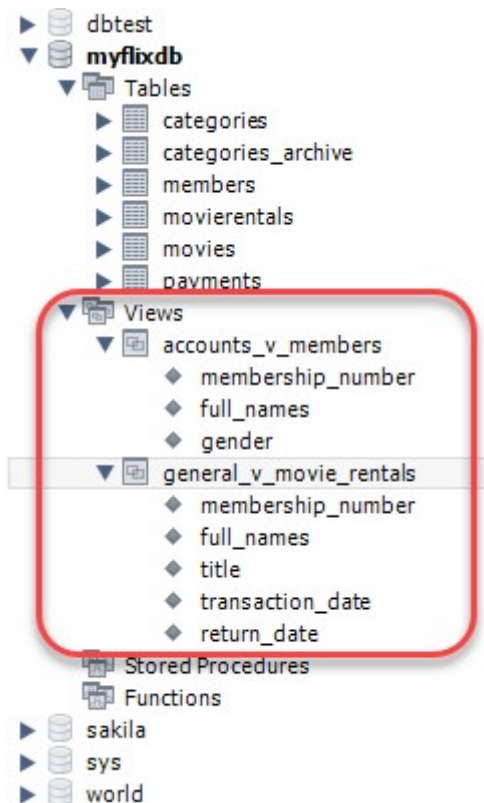 dbtest
myflixdb
Tables
categories
categories_archive
members
movierentals
movies
payments
Views
accounts_v_members
membership_number
full_names
gender
general_v_movie_rentals
membership_number
full_names
title
transaction_date
return_date
Stored Procedures
Functions
sakila
sys
world